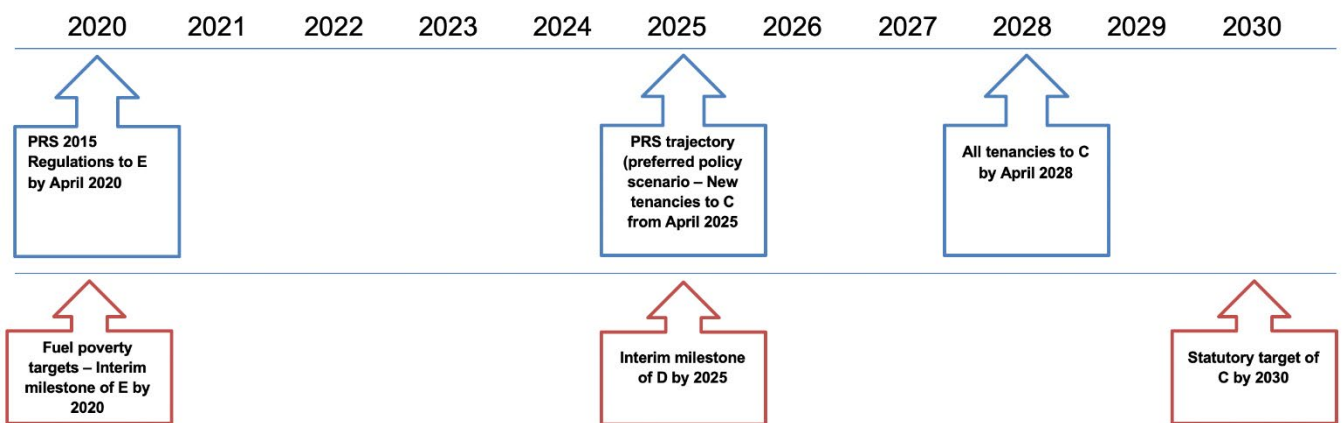 2020 2021 2022 2023 2024 2025 2026 2027 2028 2029 2030
PRS 2015
Regulations to E
by April 2020
PRS trajectory
(preferred policy
scenario – New
tenancies to C
from April 2025
All tenancies to C
by April 2028
Fuel poverty
targets – Interim
milestone of E by
2020
Interim milestone
of D by 2025
Statutory target of
C by 2030